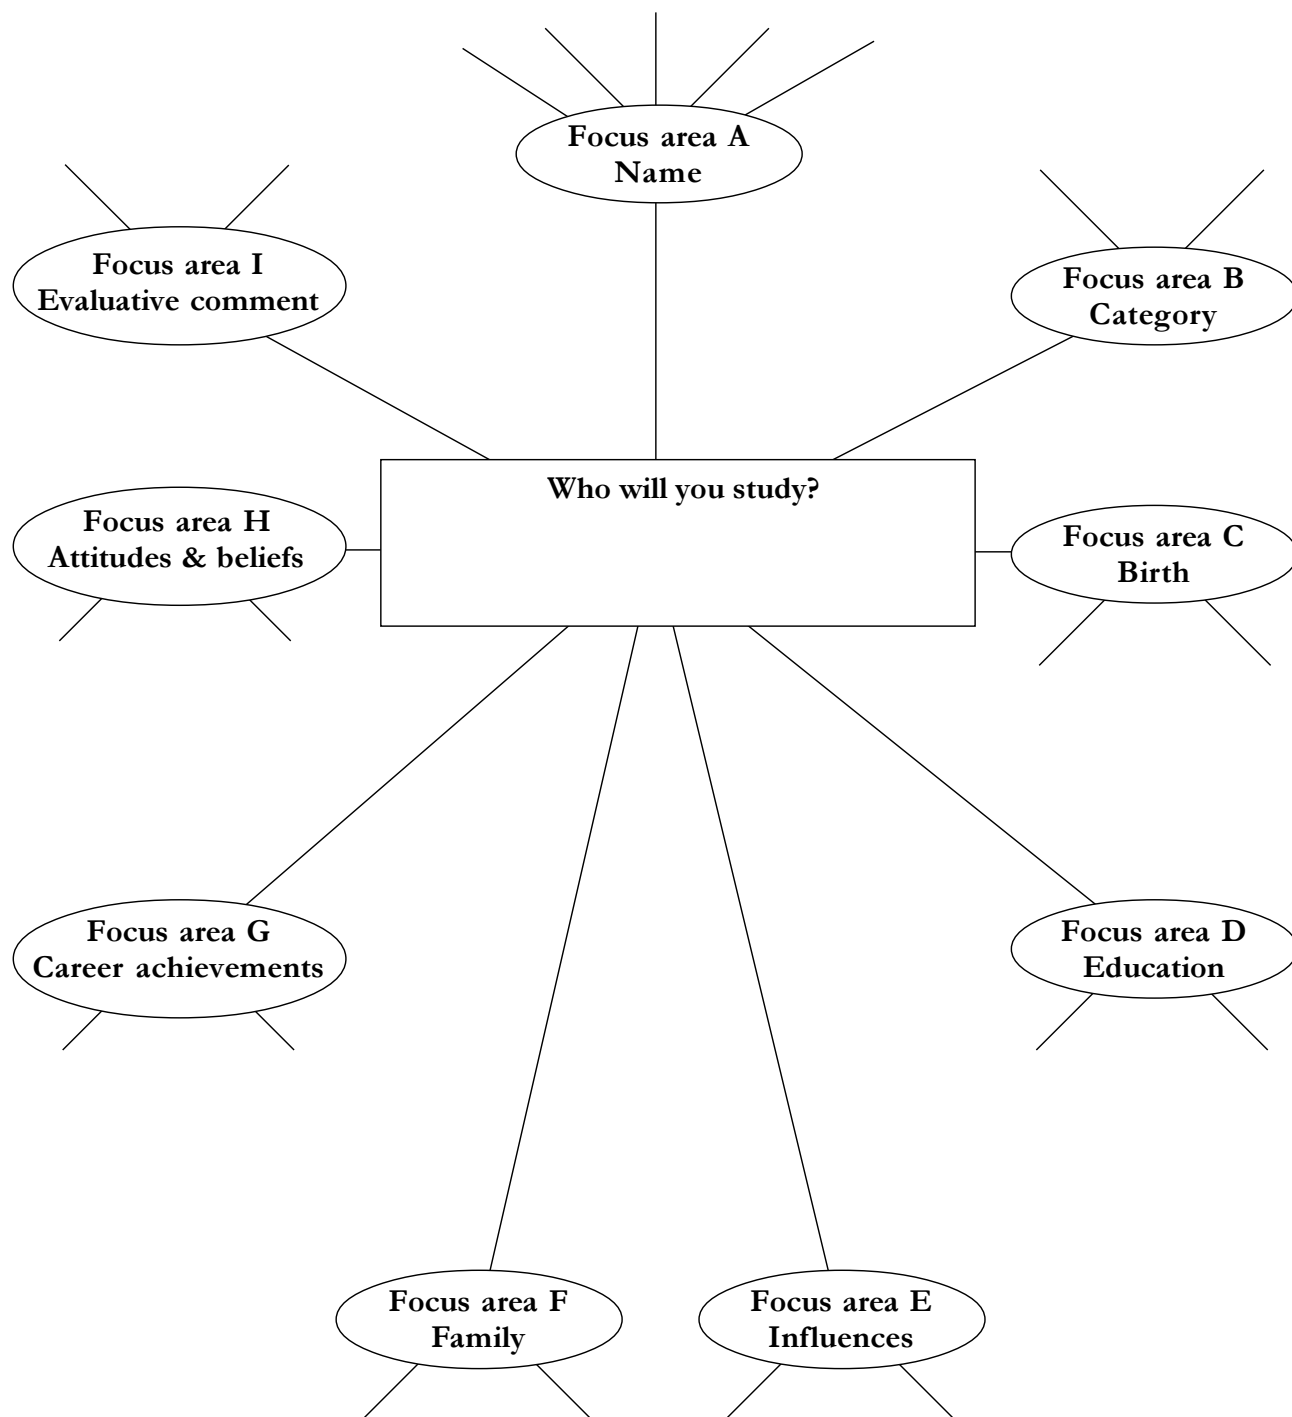 Focus area A
Name
Focus area I
Evaluative comment
Focus area B
Category
Who will you study?
Focus area H
Attitudes & beliefs
Focus area C
Birth
Focus area G
Career achievements
Focus area D
Education
Focus area F
Family
Focus area E
Influences